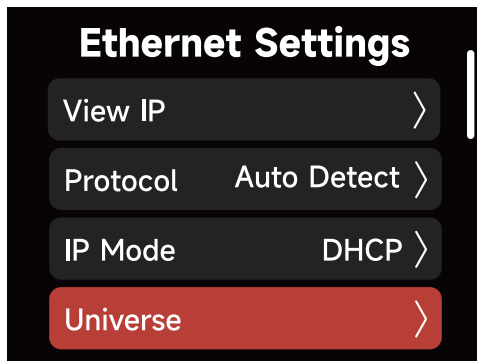 Ethernet Settings
View IP
Protocol Auto Detect
IP Mode DHCP
Universe